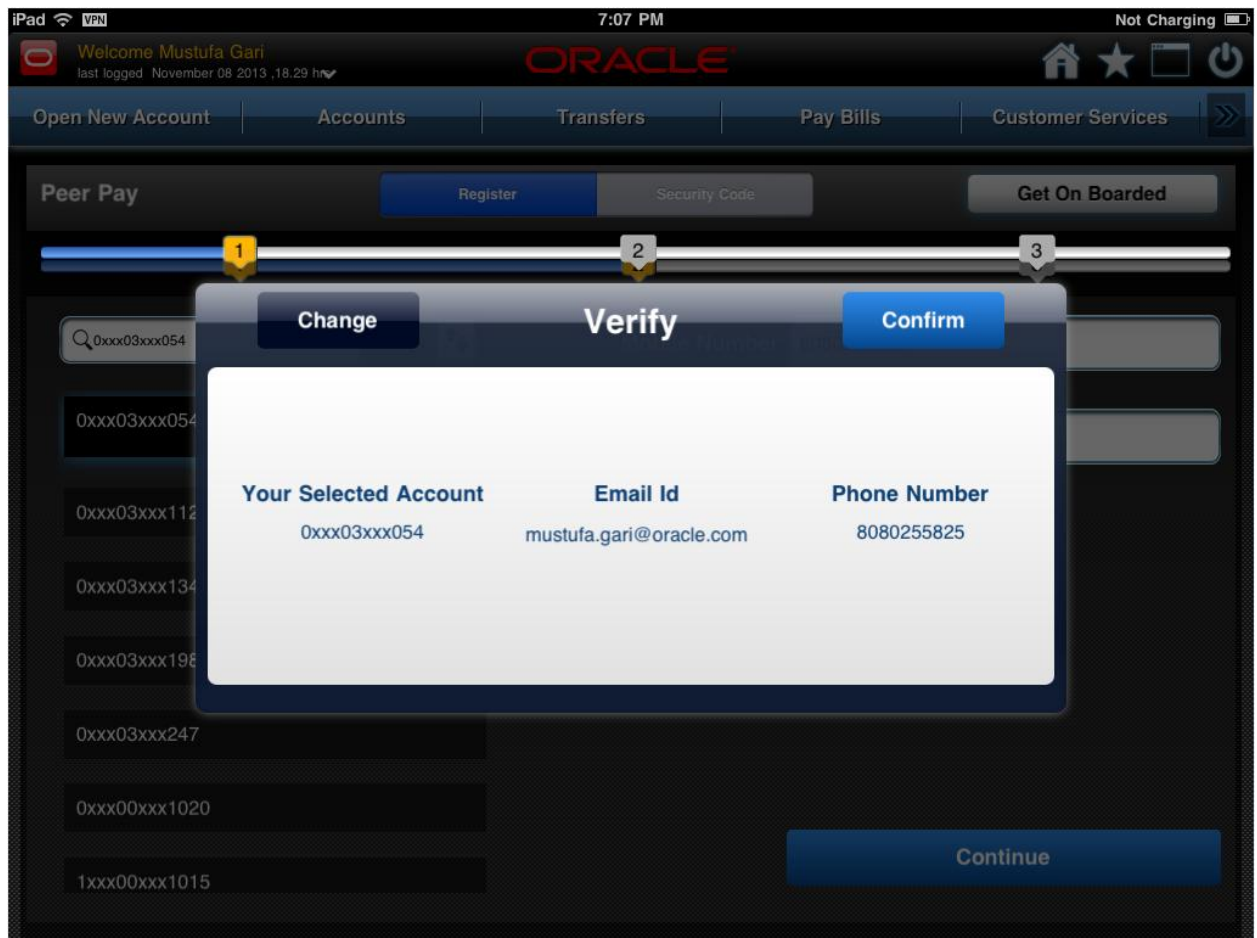 iPad VPN 7:07 PM Not Charging
Welcome Mustufa Gari
last logged November 08 2013 ,18.29 hrs
ORACLE
Open New Account Accounts Transfers Pay Bills Customer Services
Peer Pay Register Security Code Get On Boarded
1 2 3
Change Verify Confirm
0xxx03xxx054 Number
0xxx03xxx054
Your Selected Account Email Id Phone Number
0xxx03xxx112
0xxx03xxx054 mustufa.gari@oracle.com 8080255825
0xxx03xxx134
0xxx03xxx198
0xxx03xxx247
0xxx00xxx1020
Continue
1xxx00xxx1015